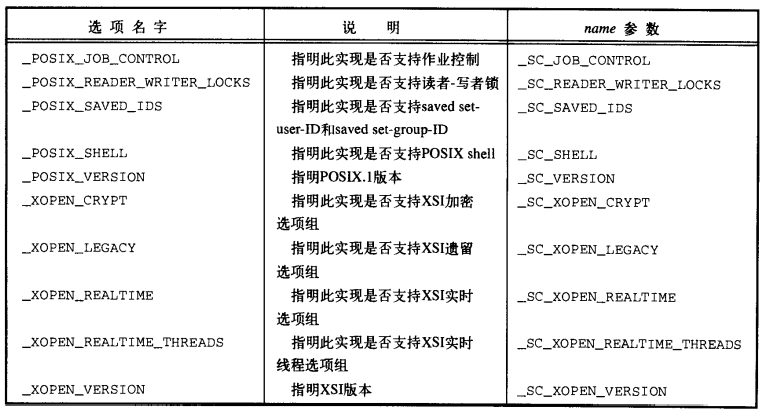 选项名字 说 明 name 参数
_POSIX_JOB_CONTROL 指明此实现是否支持作业控制 _SC_JOB_CONTROL
_POSIX_READER_WRITER_LOCKS 指明此实现是否支持读者-写者锁 _SC_READER_WRITER_LOCKS
_POSIX_SAVED_IDS 指明此实现是否支持saved set- _SC_SAVED_IDS
user-ID和saved set-group-ID
_POSIX_SHELL 指明此实现是否支持POSIX shell _SC_SHELL
_POSIX_VERSION 指明POSIX.1版本 _SC_VERSION
_XOPEN_CRYPT 指明此实现是否支持XSI加密 _SC_XOPEN_CRYPT
选项组
_XOPEN_LEGACY 指明此实现是否支持XSI遗留 _SC_XOPEN_LEGACY
选项组
_XOPEN_REALTIME 指明此实现是否支持XSI实时 _SC_XOPEN_REALTIME
选项组
_XOPEN_REALTIME_THREADS 指明此实现是否支持XSI实时 _SC_XOPEN_REALTIME_THREADS
线程选项组
_XOPEN_VERSION 指明XSI版本 _SC_XOPEN_VERSION